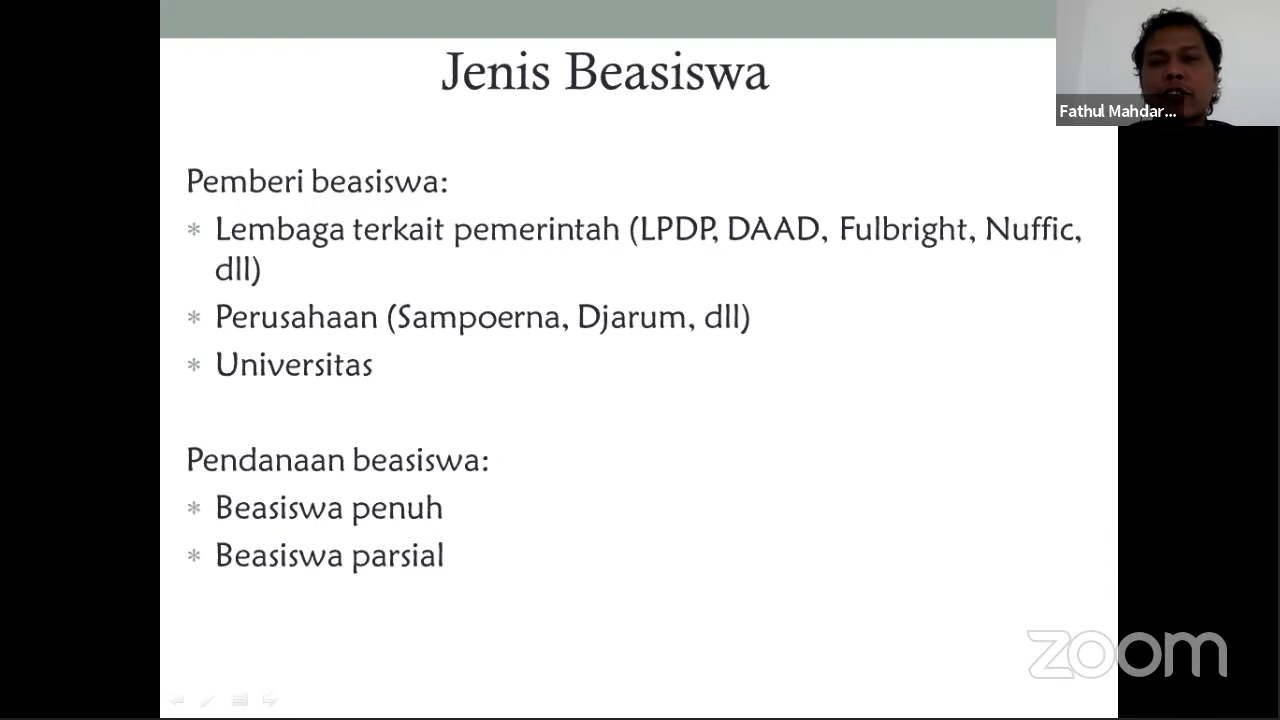 Jenis Beasiswa
Fathul Mahdar...
Pemberi beasiswa:
* Lembaga terkait pemerintah (LPDP, DAAD, Fulbright, Nuffic,
dll)
* Perusahaan (Sampoerna, Djarum, dll)
* Universitas
Pendanaan beasiswa:
* Beasiswa penuh
* Beasiswa parsial
zoom